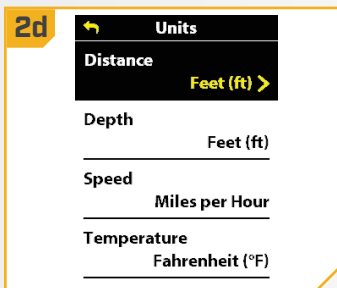 2d
Units
Distance
Feet (ft)
Depth
Feet (ft)
Speed
Miles per Hour
Temperature
Fahrenheit (°F)